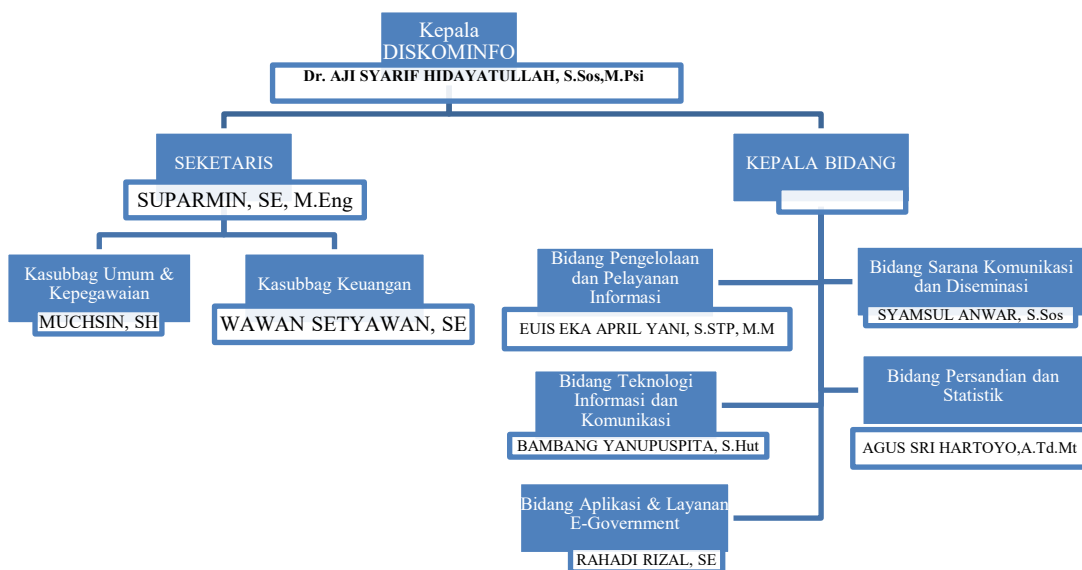 Kepala
DISKOMINFO
Dr. AJI SYARIF HIDAYATULLAH, S.Sos,M.Psi
SEKETARIS
SUPARMIN, SE, M.Eng
KEPALA BIDANG
Kasubbag Umum &
Kepegawaian
MUCHSIN, SH
Kasubbag Keuangan
WAWAN SETYAWAN, SE
Bidang Pengelolaan
dan Pelayanan
Informasi
EUIS EKA APRIL YANI, S.STP, M.M
Bidang Sarana Komunikasi
dan Diseminasi
SYAMSUL ANWAR, S.Sos
Bidang Teknologi
Informasi dan
Komunikasi
BAMBANG YANUPUSPITA, S.Hut
Bidang Persandian dan
Statistik
AGUS SRI HARTOYO,A.Td.Mt
Bidang Aplikasi & Layanan
E-Government
RAHADI RIZAL, SE